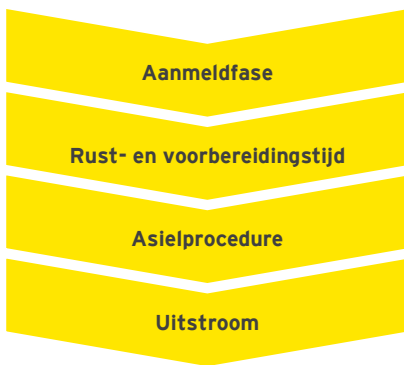 Aanmeldfase
Rust- en voorbereidingstijd
Asielprocedure
Uitstroom